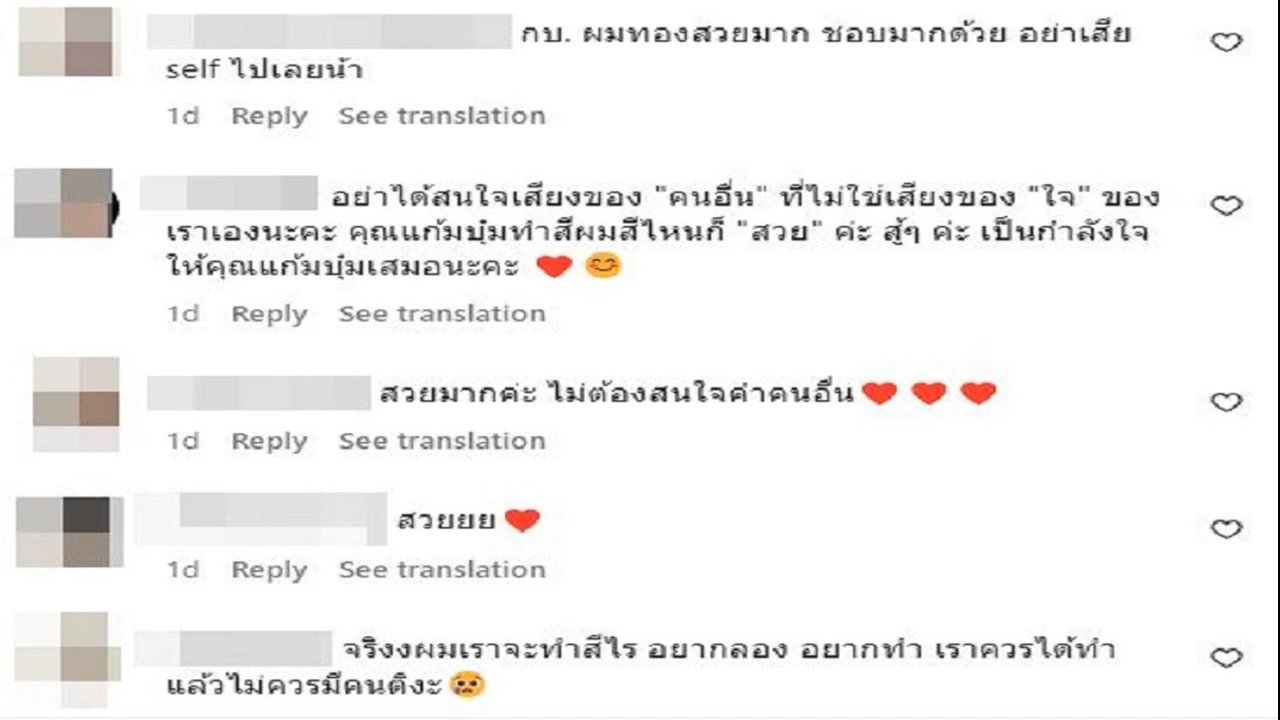 กบ. ผมทองสวยมาก ชอบมากด้วย อย่าเสีย
self ไปเลยน้า
1d Reply See translation
อย่าได้สนใจเสียงของ "คนอื่น" ที่ไม่ใช่เสียงของ "ใจ" ของ
เราเองนะคะ คุณแก้มบุ๋มทำสีผมสีไหนก็ "สวย" ค่ะ สู้ๆ ค่ะ เป็นกำลังใจ
ให้คุณแก้มบุ๋มเสมอนะคะ ❤️ 😊
1d Reply See translation
สวยมากค่ะ ไม่ต้องสนใจคำคนอื่น❤️ ❤️ ❤️
1d Reply See translation
สวยยย❤️
1d Reply See translation
จริงงผมเราจะทำสีไร อยากลอง อยากทำ เราควรได้ทำ
แล้วไม่ควรมีคนติงะ😢